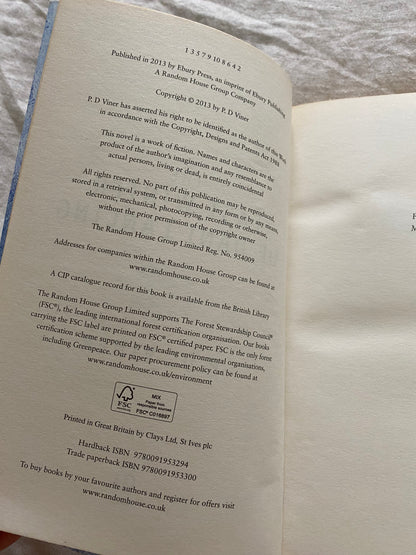 1 3 5 7 9 10 8 6 4 2
Published in 2013 by Ebury Press, an imprint of Ebury Publishing
A Random House Group Company
Copyright © 2013 by P. D Viner
P. D Viner has asserted his right to be identified as the author of this Work
in accordance with the Copyright, Designs and Patents Act 1988
This novel is a work of fiction. Names and characters are the
product of the author's imagination and any resemblance to
actual persons, living or dead, is entirely coincidental
All rights reserved. No part of this publication may be reproduced,
stored in a retrieval system, or transmitted in any form or by any means,
electronic, mechanical, photocopying, recording or otherwise,
without the prior permission of the copyright owner
The Random House Group Limited Reg. No. 954009
Addresses for companies within the Random House Group can be found at
www.randomhouse.co.uk
A CIP catalogue record for this book is available from the British Library
The Random House Group Limited supports The Forest Stewardship Council®
(FSC®), the leading international forest certification organisation. Our books
carrying the FSC label are printed on FSC® certified paper. FSC is the only forest
certification scheme supported by the leading environmental organisations,
including Greenpeace. Our paper procurement policy can be found at
www.randomhouse.co.uk/environment
FSC
MIX
Paper from
responsible sources
FSC® C018897
Printed in Great Britain by Clays Ltd, St Ives plc
Hardback ISBN 9780091953294
Trade paperback ISBN 9780091953300
To buy books by your favourite authors and register for offers visit
www.randomhouse.co.uk